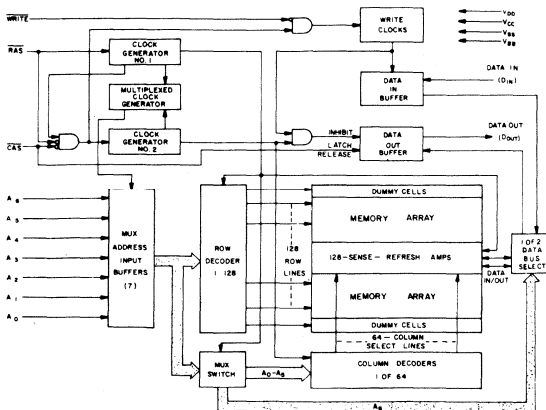 WRITE
WRITE
CLOCKS
VDD
VCC
VSS
VBB
RAS
CLOCK
GENERATOR
NO. 1
DATA IN
(DIN)
DATA
IN
BUFFER
MULTIPLEXED
CLOCK
GENERATOR
CAS
CLOCK
GENERATOR
NO. 2
INHIBIT
LATCH
RELEASE
DATA
OUT
BUFFER
DATA OUT
(DOUT)
A6
A5
A4
A3
A2
A1
A0
MUX
ADDRESS
INPUT
BUFFERS
(7)
ROW
DECODER
1 128
128
ROW
LINES
DUMMY CELLS
MEMORY ARRAY
128-SENSE-REFRESH AMPS
MEMORY ARRAY
DUMMY CELLS
DATA
IN/OUT
1 OF 2
DATA
BUS
SELECT
64-COLUMN
SELECT LINES
MUX
SWITCH
A0-A5
COLUMN DECODERS
1 OF 64
A6